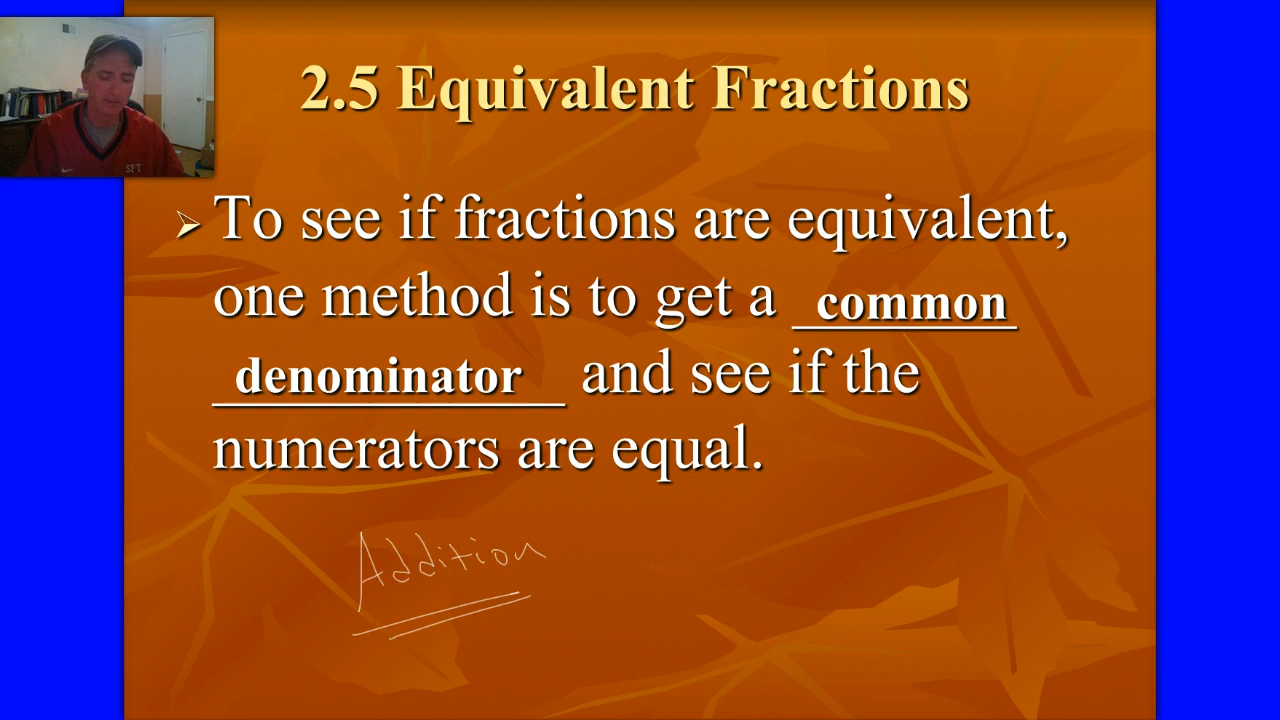 2.5 Equivalent Fractions
To see if fractions are equivalent,
one method is to get a common
denominator and see if the
numerators are equal.
Addition
SFT